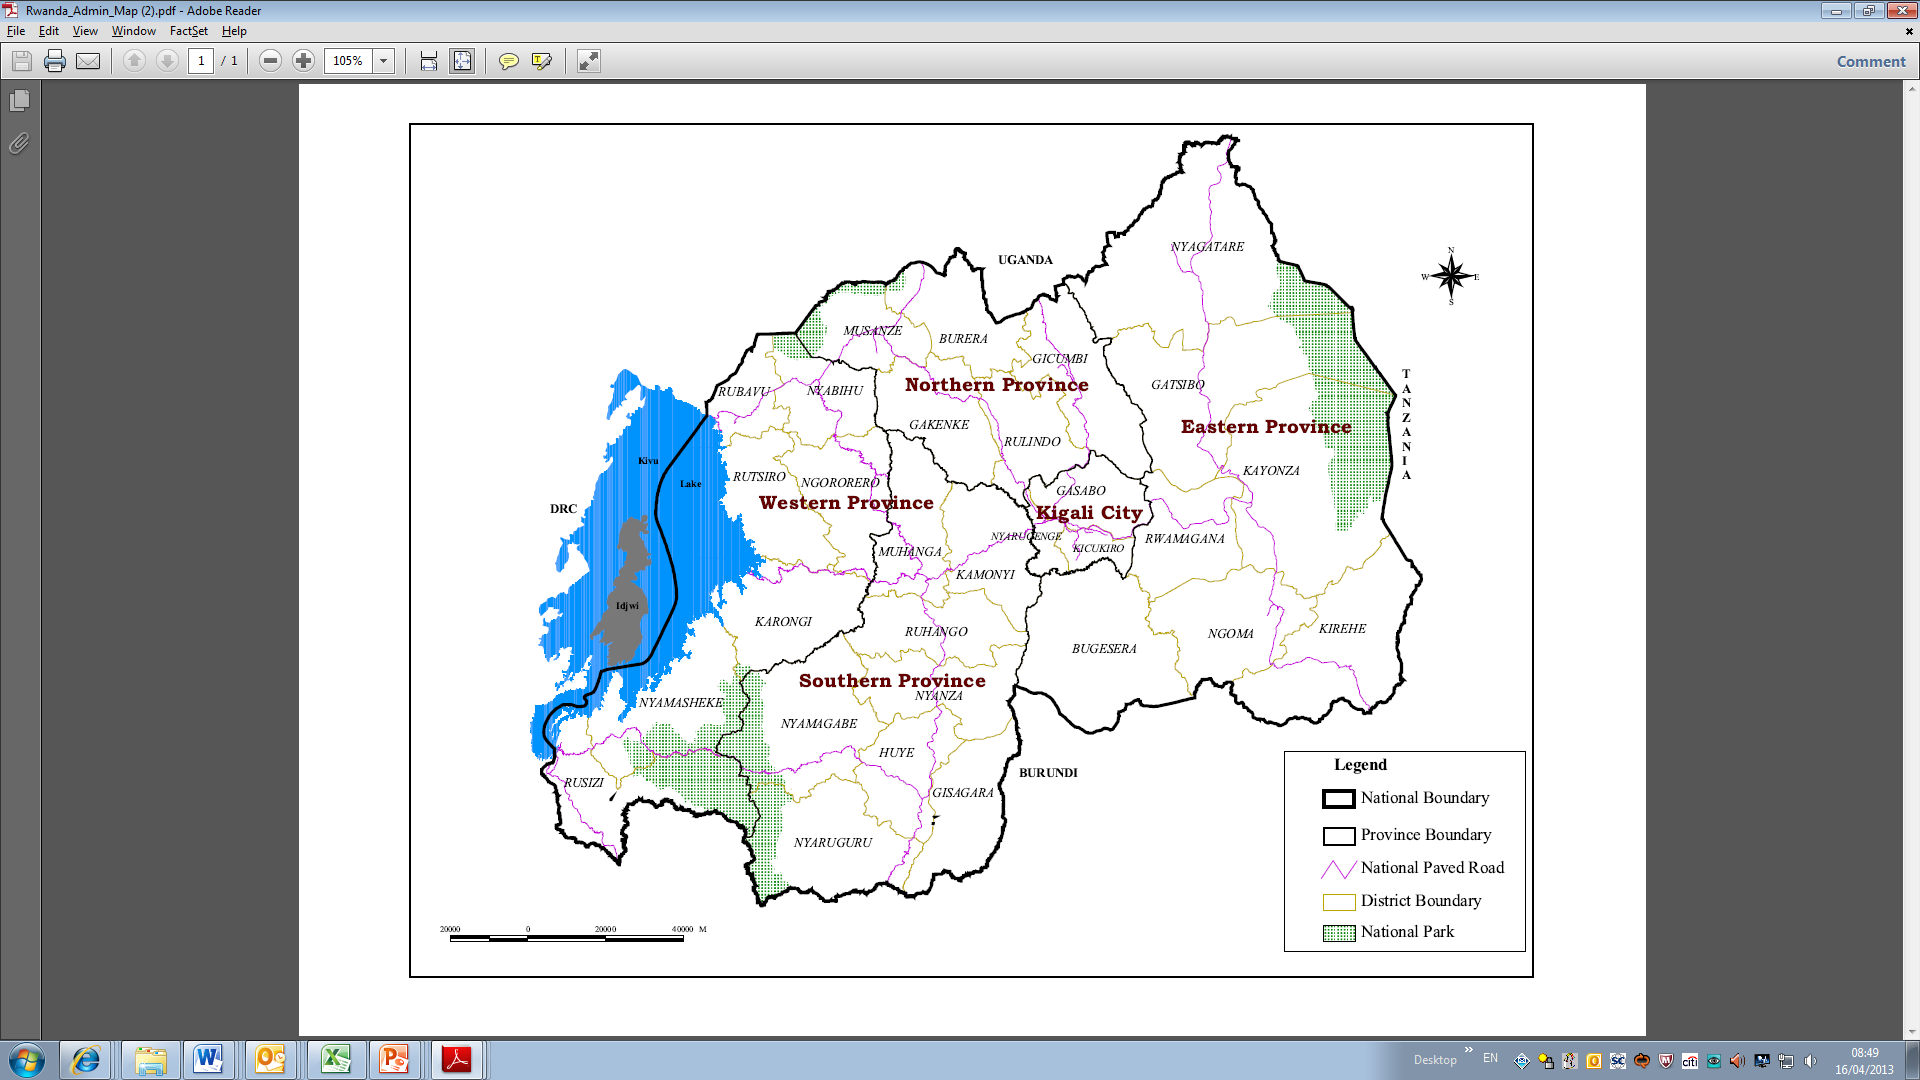 Rwanda_Admin_Map (2).pdf - Adobe Reader
File Edit View Window FactSet Help
1 / 1 105% Comment
UGANDA
NYAGATARE
N
W E
S
MUSANZE
BURERA
GICUMBI
RUBAVU
NYABIHU
Northern Province
GATSIBO
TANZANIA
GAKENKE
RULINDO
Eastern Province
Kivu
Lake
RUTSIRO
NGORORERO
KAYONZA
GASABO
Western Province
Kigali City
DRC
NYARUGENGE
KICUKIRO
RWAMAGANA
MUHANGA
KAMONYI
Idjwi
KARONGI
RUHANGO
NGOMA
KIREHE
BUGESERA
Southern Province
NYANZA
NYAMASHEKE
NYAMAGABE
HUYE
BURUNDI
RUSIZI
GISAGARA
NYARUGURU
Legend
National Boundary
Province Boundary
National Paved Road
District Boundary
National Park
20000 0 20000 40000 M
Desktop » EN 08:49
16/04/2013